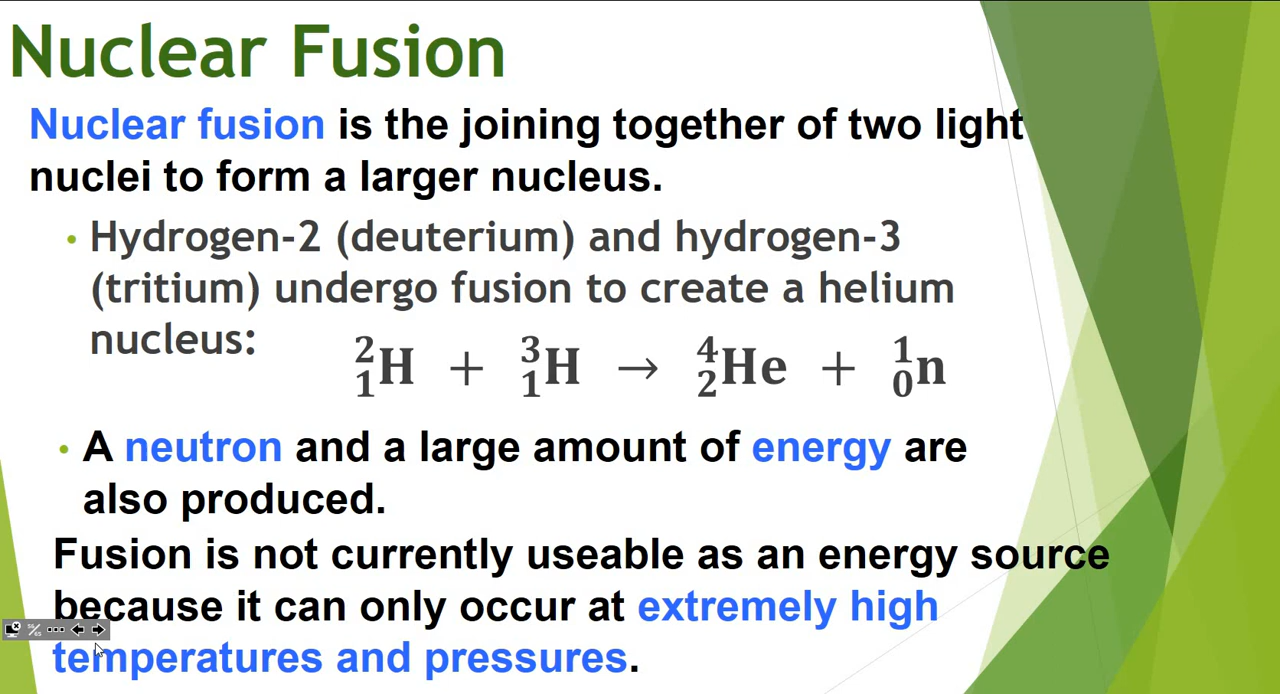 Nuclear Fusion
Nuclear fusion is the joining together of two light
nuclei to form a larger nucleus.
• Hydrogen-2 (deuterium) and hydrogen-3
(tritium) undergo fusion to create a helium
nucleus:
²₁H + ³₁H → ⁴₂He + ¹₀n
• A neutron and a large amount of energy are
also produced.
Fusion is not currently useable as an energy source
because it can only occur at extremely high
temperatures and pressures.